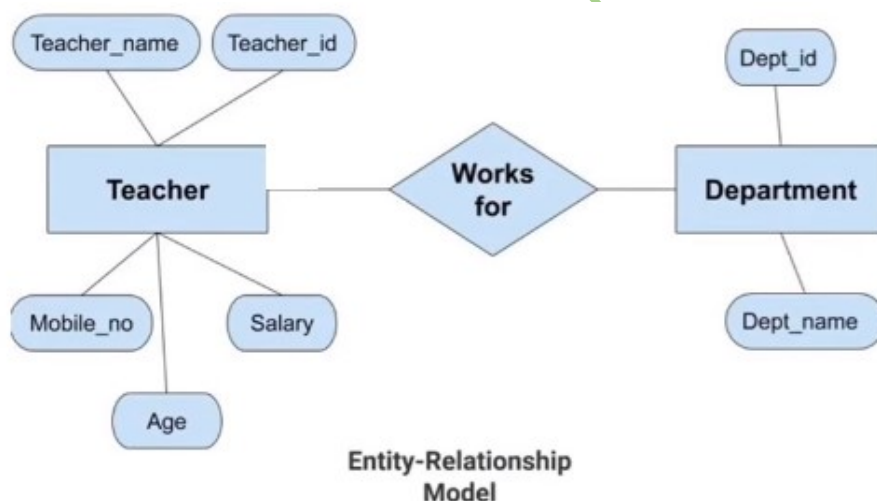 Teacher_name
Teacher_id
Dept_id
Teacher
Works
for
Department
Mobile_no
Salary
Dept_name
Age
Entity-Relationship
Model